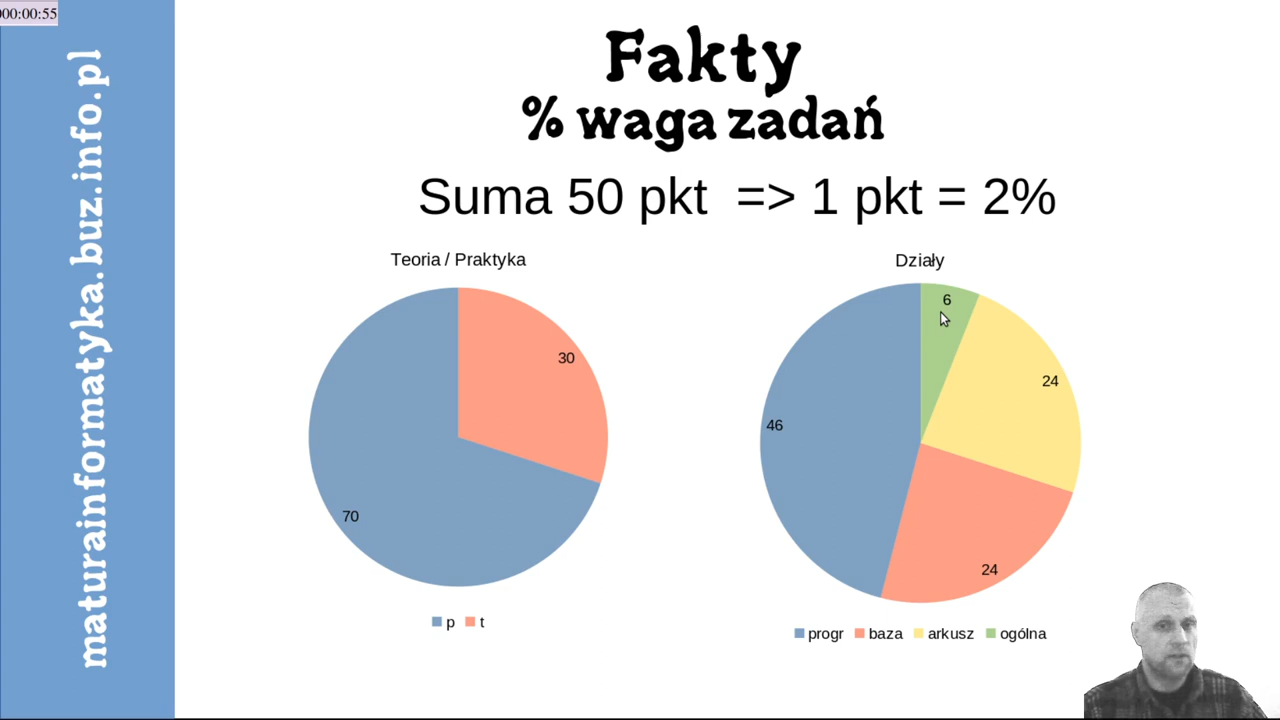 000:00:55
maturainformatyka.buz.info.pl
Fakty
% waga zadań
Suma 50 pkt => 1 pkt = 2%
Teoria / Praktyka
30
70
p t
Działy
6
24
46
24
progr baza arkusz ogólna